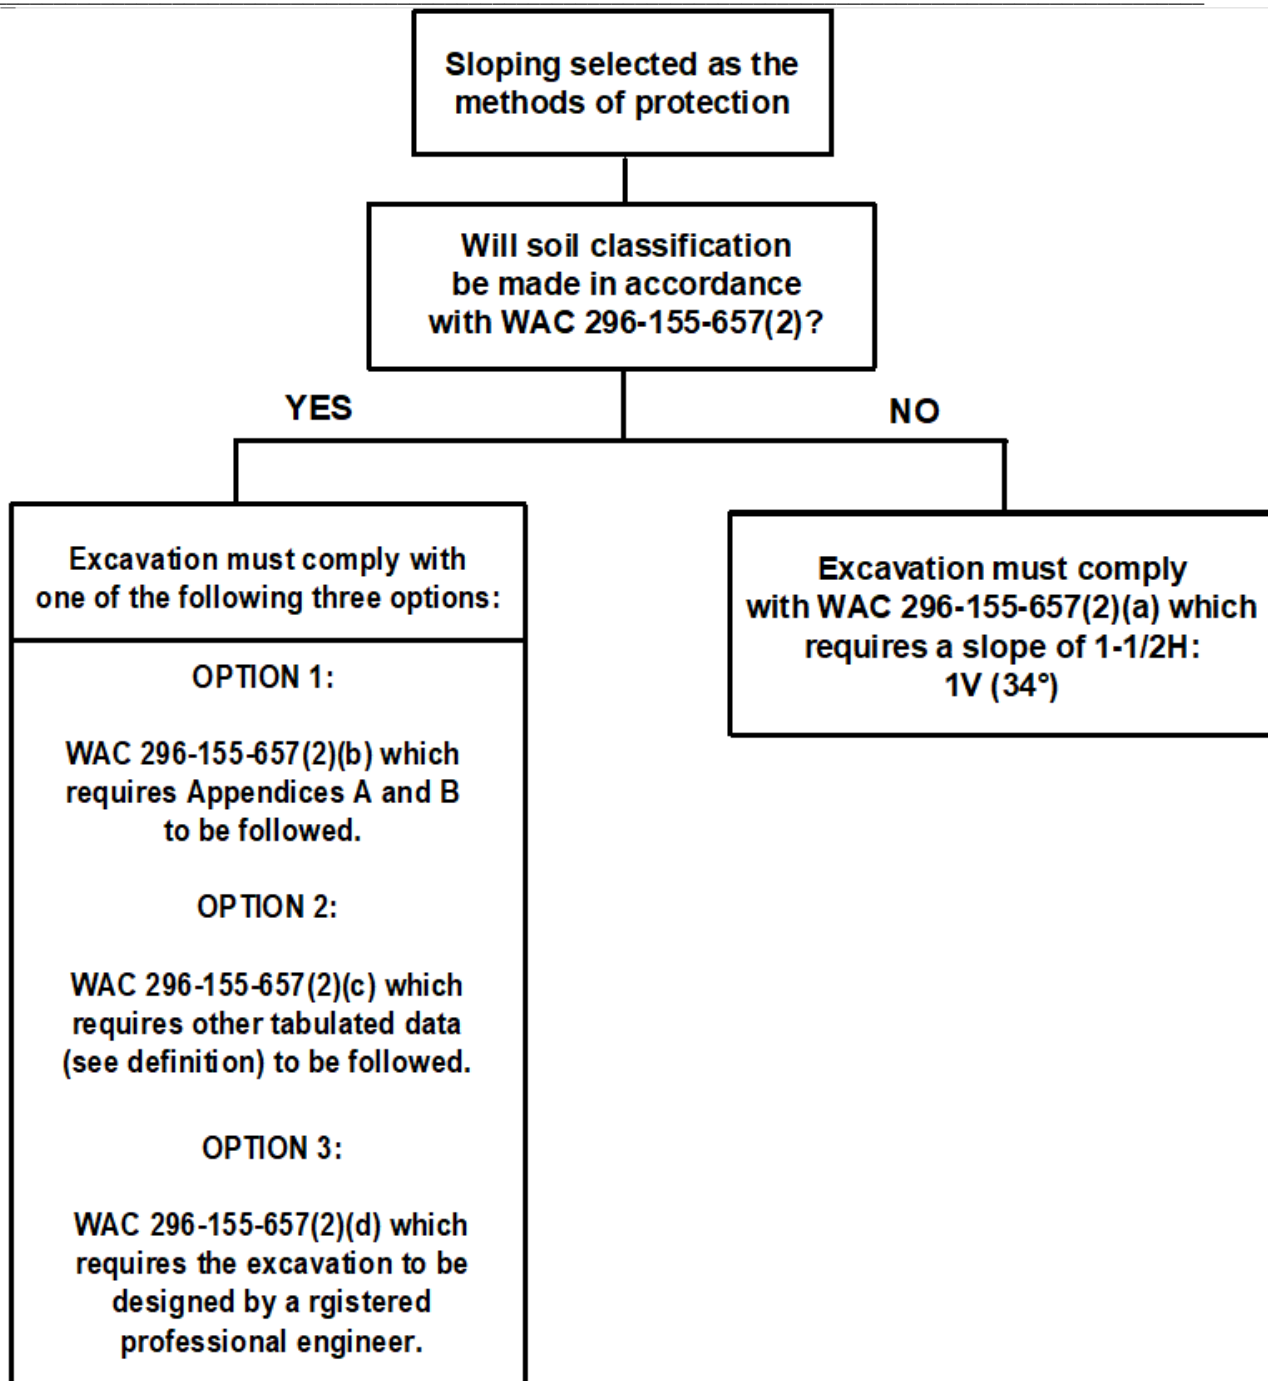 Sloping selected as the
methods of protection
Will soil classification
be made in accordance
with WAC 296-155-657(2)?
YES
NO
Excavation must comply with
one of the following three options:
OPTION 1:
WAC 296-155-657(2)(b) which
requires Appendices A and B
to be followed.
OPTION 2:
WAC 296-155-657(2)(c) which
requires other tabulated data
(see definition) to be followed.
OPTION 3:
WAC 296-155-657(2)(d) which
requires the excavation to be
designed by a rgistered
professional engineer.
Excavation must comply
with WAC 296-155-657(2)(a) which
requires a slope of 1-1/2H:
1V (34°)